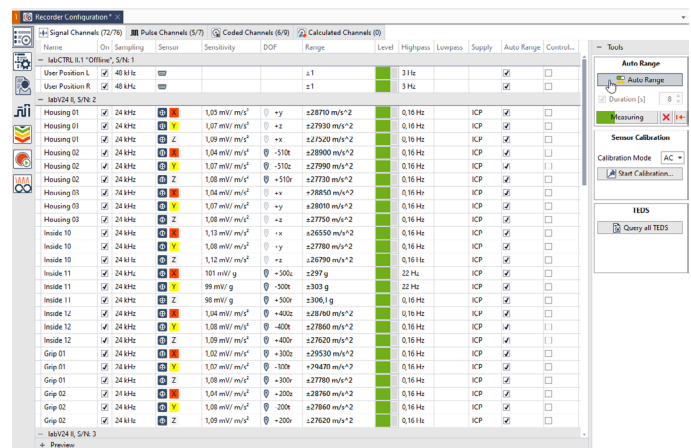 1 Recorder Configuration* ×
Signal Channels (72/76) Pulse Channels (5/7) Coded Channels (6/9) Calculated Channels (0)
Name On Sampling Sensor Sensitivity DOF Range Level Highpass Lowpass Supply Auto Range Control...
− labCTRL II.1 "Offline", S/N: 1
User Position L 48 kHz ±1 3 Hz
User Position R 48 kHz ±1 3 Hz
− labV24 II, S/N: 2
Housing 01 24 kHz X 1,05 mV/ m/s² +y ±28710 m/s^2 0,16 Hz ICP
Housing 01 24 kHz Y 1,07 mV/ m/s² +z ±27930 m/s^2 0,16 Hz ICP
Housing 01 24 kHz Z 1,09 mV/ m/s² +x ±27520 m/s^2 0,16 Hz ICP
Housing 02 24 kHz X 1,04 mV/ m/s² -510t ±28900 m/s^2 0,16 Hz ICP
Housing 02 24 kHz Y 1,07 mV/ m/s² -510z ±27990 m/s^2 0,16 Hz ICP
Housing 02 24 kHz Z 1,08 mV/ m/s² +510r ±27730 m/s^2 0,16 Hz ICP
Housing 03 24 kHz X 1,04 mV/ m/s² +x ±28850 m/s^2 0,16 Hz ICP
Housing 03 24 kHz Y 1,07 mV/ m/s² +y ±28010 m/s^2 0,16 Hz ICP
Housing 03 24 kHz Z 1,08 mV/ m/s² +z ±27750 m/s^2 0,16 Hz ICP
Inside 10 24 kHz X 1,13 mV/ m/s² +x ±26550 m/s^2 0,16 Hz ICP
Inside 10 24 kHz Y 1,08 mV/ m/s² +y ±27780 m/s^2 0,16 Hz ICP
Inside 10 24 kHz Z 1,12 mV/ m/s² +z ±26790 m/s^2 0,16 Hz ICP
Inside 11 24 kHz X 101 mV/ g +500z ±297 g 22 Hz ICP
Inside 11 24 kHz Y 99 mV/ g -500t ±303 g 22 Hz ICP
Inside 11 24 kHz Z 98 mV/ g +500r ±306,1 g 0,16 Hz ICP
Inside 12 24 kHz X 1,04 mV/ m/s² +400z ±28760 m/s^2 0,16 Hz ICP
Inside 12 24 kHz Y 1,08 mV/ m/s² -400t ±27860 m/s^2 0,16 Hz ICP
Inside 12 24 kHz Z 1,09 mV/ m/s² +400r ±27620 m/s^2 0,16 Hz ICP
Grip 01 24 kHz X 1,02 mV/ m/s² +300z ±29530 m/s^2 0,16 Hz ICP
Grip 01 24 kHz Y 1,02 mV/ m/s² -300t ±29470 m/s^2 0,16 Hz ICP
Grip 01 24 kHz Z 1,08 mV/ m/s² +300r ±27780 m/s^2 0,16 Hz ICP
Grip 02 24 kHz X 1,04 mV/ m/s² +200z ±28760 m/s^2 0,16 Hz ICP
Grip 02 24 kHz Y 1,08 mV/ m/s² -200t ±27860 m/s^2 0,16 Hz ICP
Grip 02 24 kHz Z 1,09 mV/ m/s² +200r ±27620 m/s^2 0,16 Hz ICP
− labV24 II, S/N: 3
+ Preview
− Tools
Auto Range
Auto Range
Duration [s] 8
Measuring
Sensor Calibration
Calibration Mode AC
Start Calibration...
TEDS
Query all TEDS